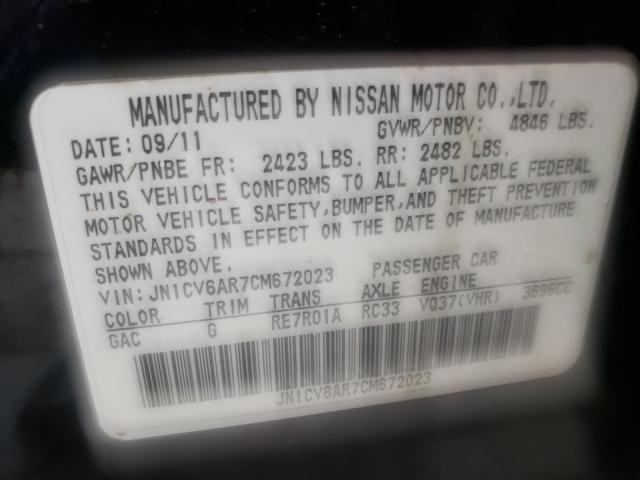 MANUFACTURED BY NISSAN MOTOR CO.,LTD.
DATE: 09/11 GVWR/PNBV: 4846 LBS.
GAWR/PNBE FR: 2423 LBS. RR: 2482 LBS.
THIS VEHICLE CONFORMS TO ALL APPLICABLE FEDERAL
MOTOR VEHICLE SAFETY,BUMPER,AND THEFT PREVENTION
STANDARDS IN EFFECT ON THE DATE OF MANUFACTURE
SHOWN ABOVE.
VIN: JN1CV6AR7CM672023 PASSENGER CAR
COLOR TRIM TRANS AXLE ENGINE
GAC G RE7R01A RC33 VQ37(VHR) 3696CC
JN1CV6AR7CM672023